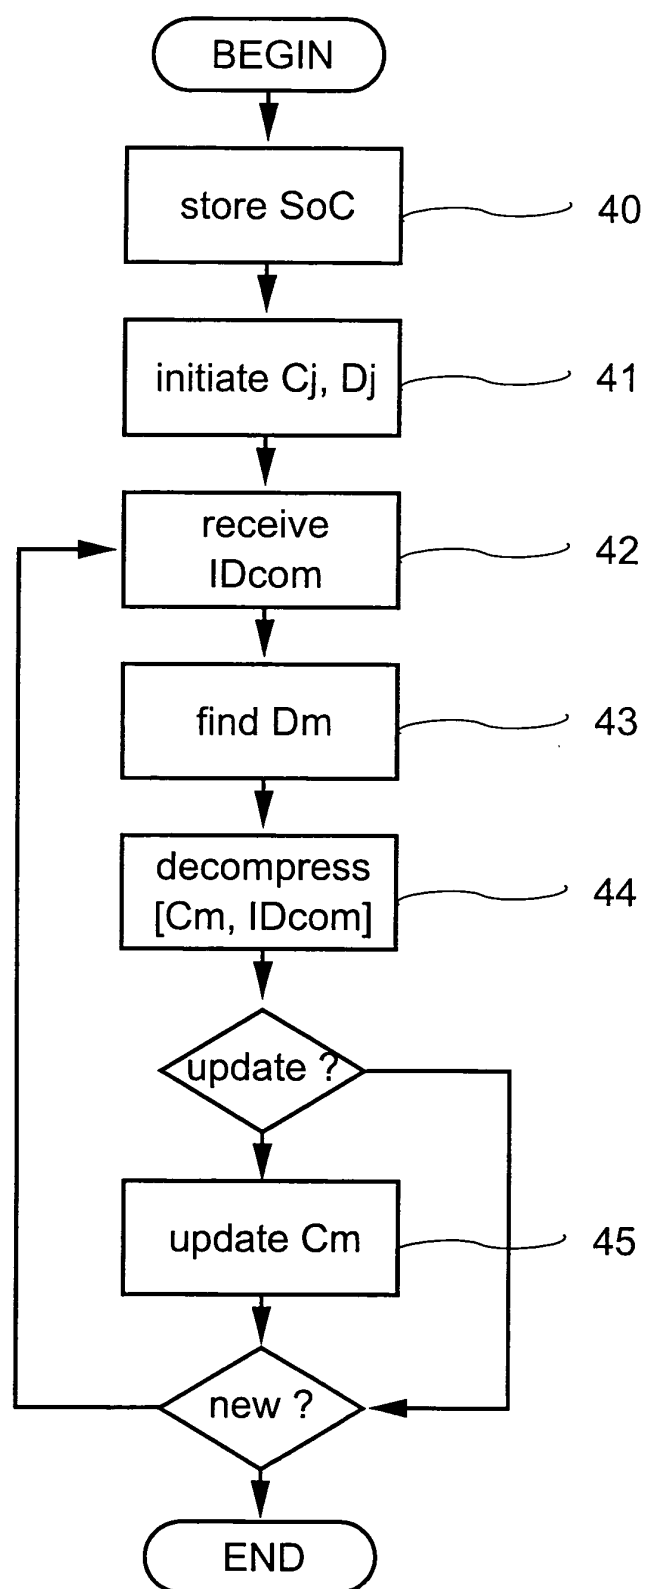 BEGIN
store SoC
40
initiate Cj, Dj
41
receive
IDcom
42
find Dm
43
decompress
[Cm, IDcom]
44
update ?
update Cm
45
new ?
END